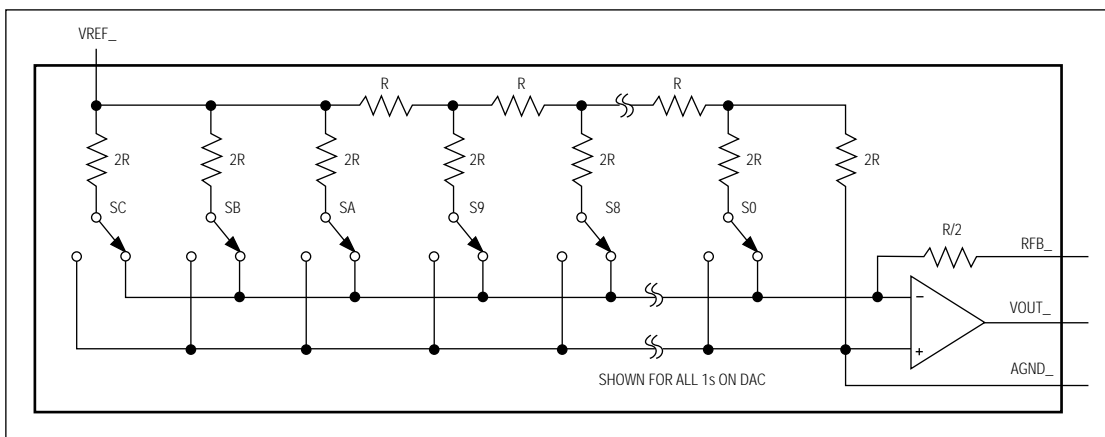 VREF_
R R R
2R 2R 2R 2R 2R 2R 2R
SC SB SA S9 S8 S0
R/2
RFB_
−
VOUT_
+
AGND_
SHOWN FOR ALL 1s ON DAC